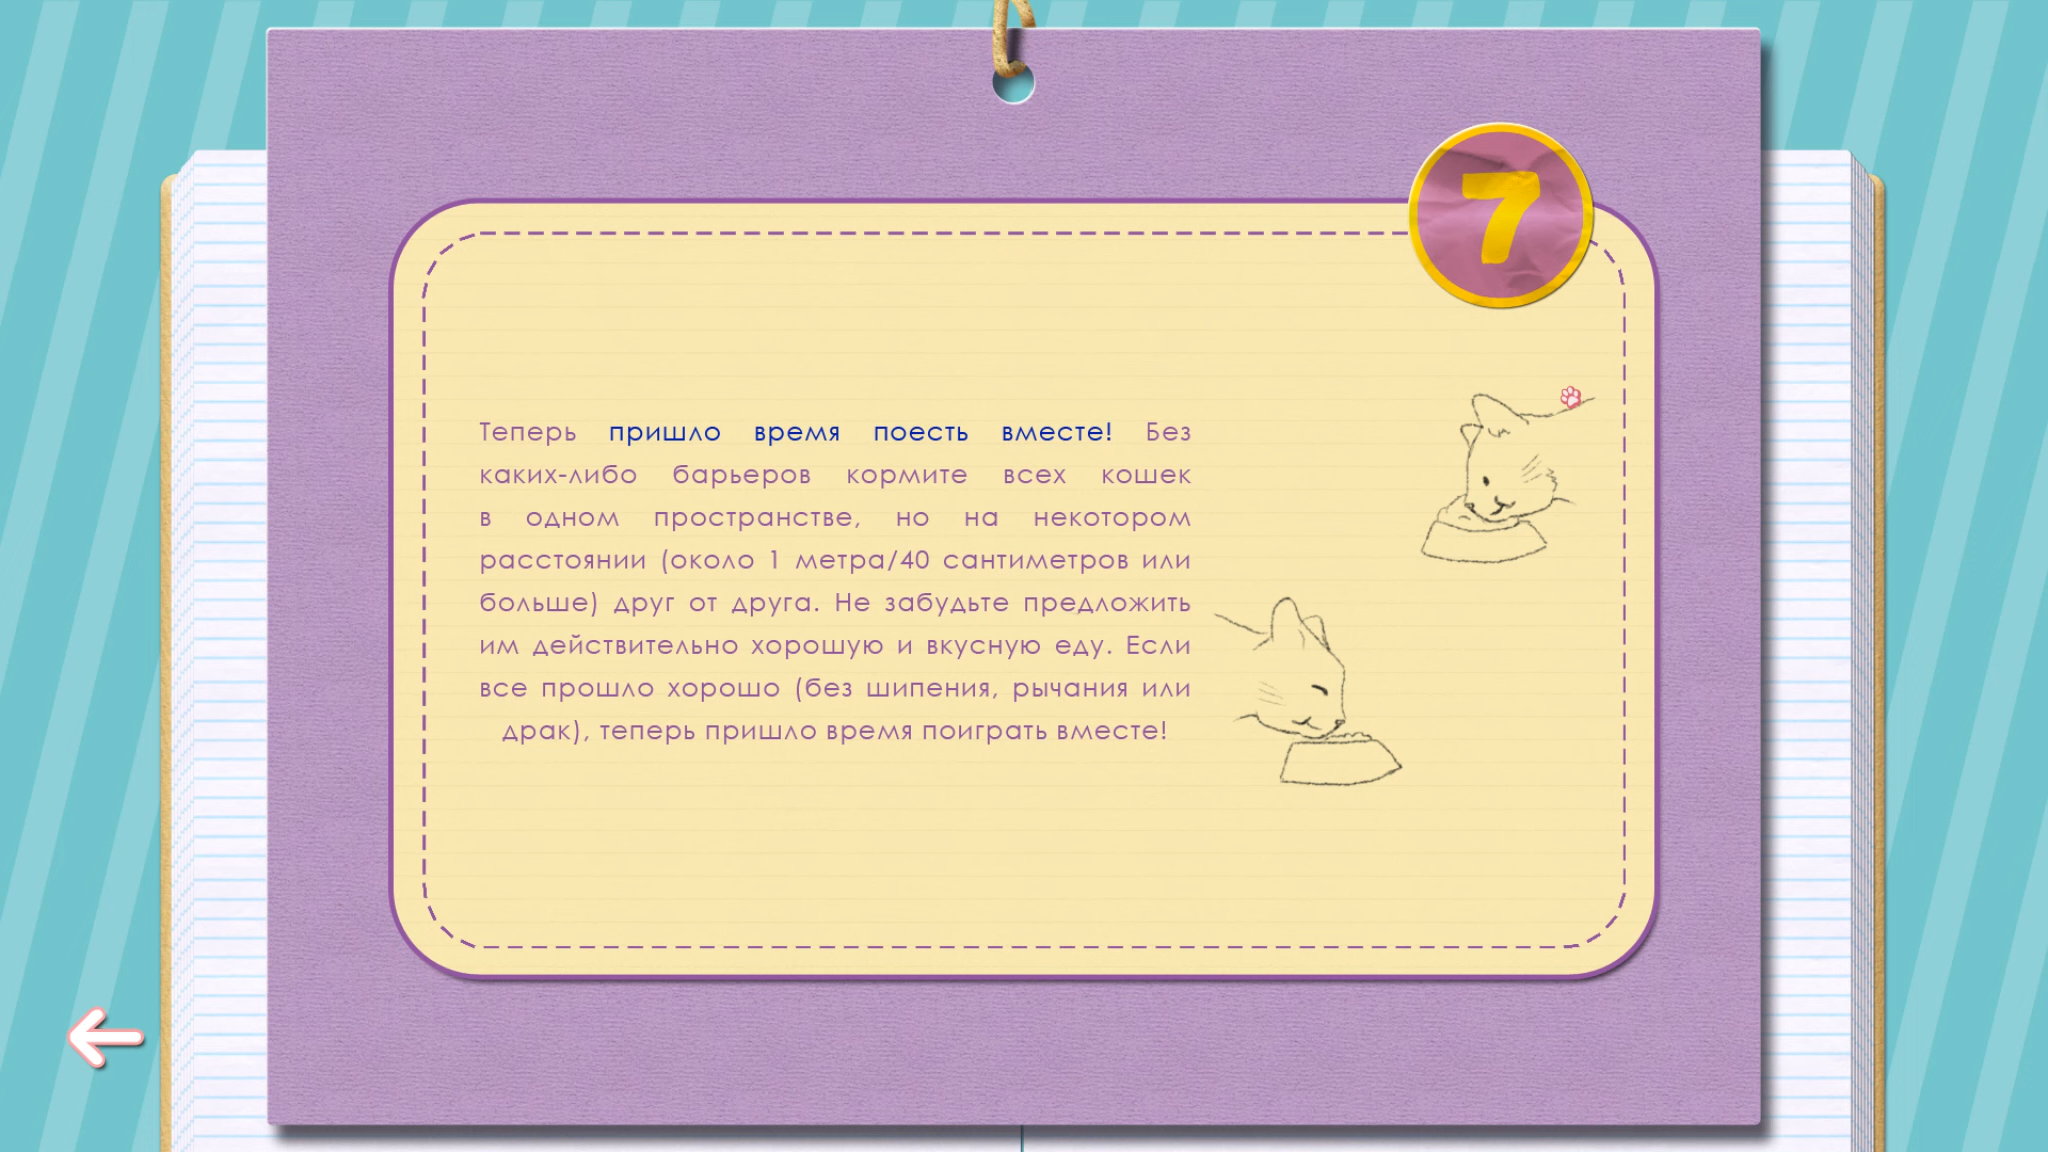 7
Теперь пришло время поесть вместе! Без
каких-либо барьеров кормите всех кошек
в одном пространстве, но на некотором
расстоянии (около 1 метра/40 сантиметров или
больше) друг от друга. Не забудьте предложить
им действительно хорошую и вкусную еду. Если
все прошло хорошо (без шипения, рычания или
драк), теперь пришло время поиграть вместе!